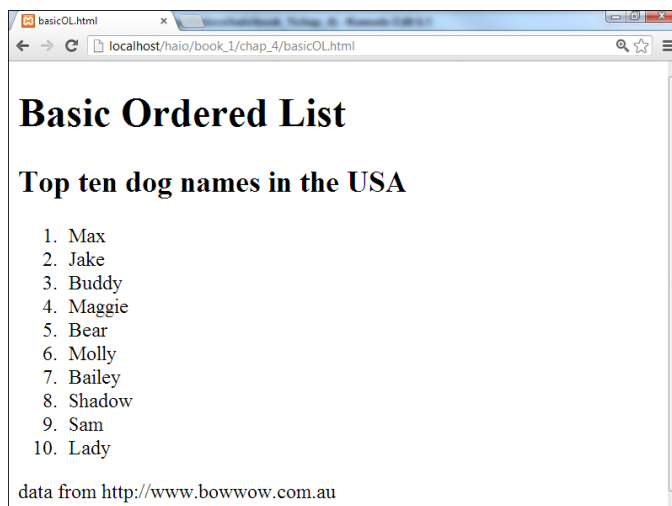 basicOL.html
localhost/haio/book_1/chap_4/basicOL.html
Basic Ordered List
Top ten dog names in the USA
1. Max
2. Jake
3. Buddy
4. Maggie
5. Bear
6. Molly
7. Bailey
8. Shadow
9. Sam
10. Lady
data from http://www.bowwow.com.au